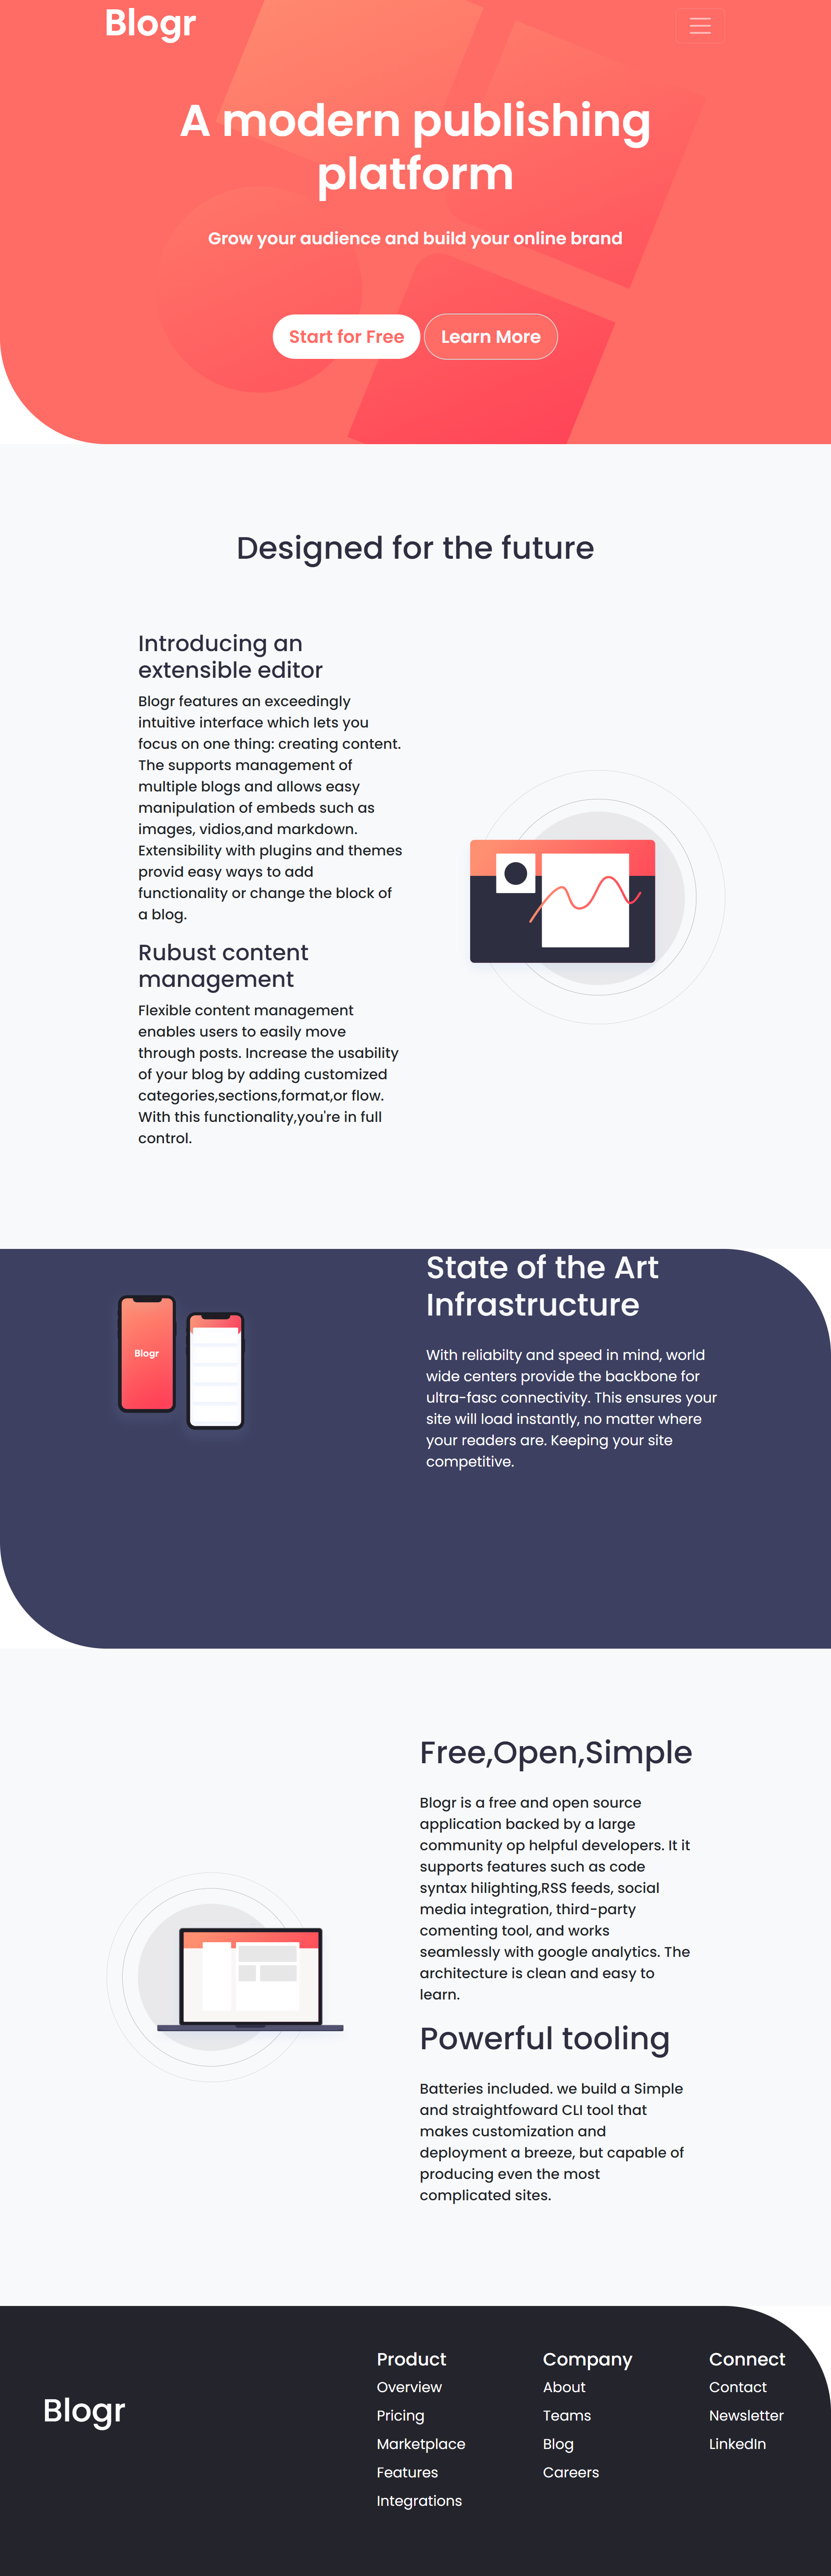 Blogr
A modern publishing
platform
Grow your audience and build your online brand
Start for Free
Learn More
Designed for the future
Introducing an
extensible editor
Blogr features an exceedingly
intuitive interface which lets you
focus on one thing: creating content.
The supports management of
multiple blogs and allows easy
manipulation of embeds such as
images, vidios,and markdown.
Extensibility with plugins and themes
provid easy ways to add
functionality or change the block of
a blog.
Rubust content
management
Flexible content management
enables users to easily move
through posts. Increase the usability
of your blog by adding customized
categories,sections,format,or flow.
With this functionality,you're in full
control.
Blogr
State of the Art
Infrastructure
With reliabilty and speed in mind, world
wide centers provide the backbone for
ultra-fasc connectivity. This ensures your
site will load instantly, no matter where
your readers are. Keeping your site
competitive.
Free,Open,Simple
Blogr is a free and open source
application backed by a large
community op helpful developers. It it
supports features such as code
syntax hilighting,RSS feeds, social
media integration, third-party
comenting tool, and works
seamlessly with google analytics. The
architecture is clean and easy to
learn.
Powerful tooling
Batteries included. we build a Simple
and straightfoward CLI tool that
makes customization and
deployment a breeze, but capable of
producing even the most
complicated sites.
Blogr
Product
Overview
Pricing
Marketplace
Features
Integrations
Company
About
Teams
Blog
Careers
Connect
Contact
Newsletter
LinkedIn